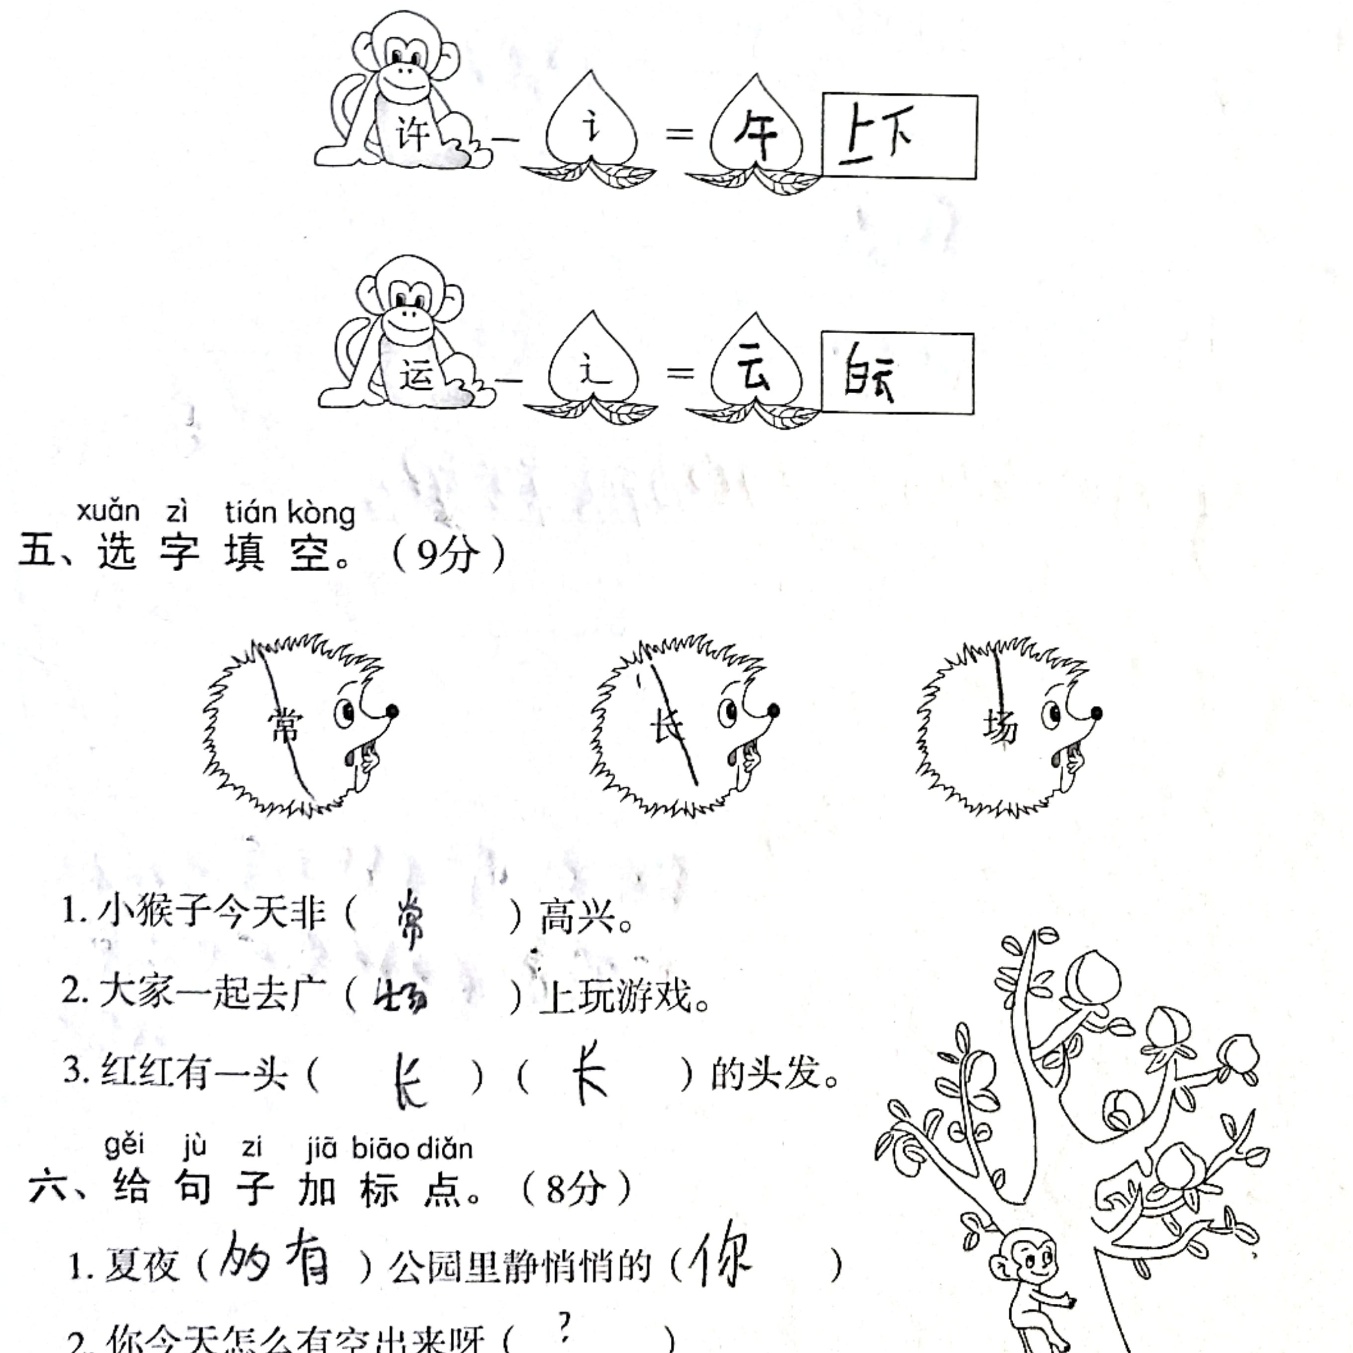 许 - 讠 = 午 上下
运 - 辶 = 云 白云
xuǎn zì tián kòng
五、选字填空。（9分）
常 长 场
1. 小猴子今天非（ 常 ）高兴。
2. 大家一起去广（ 场 ）上玩游戏。
3. 红红有一头（ 长 ）（ 长 ）的头发。
gěi jù zi jiā biāo diǎn
六、给句子加标点。（8分）
1. 夏夜（ 的有 ）公园里静悄悄的（ 你 ）
2. 你今天怎么有空出来呀（ ? ）